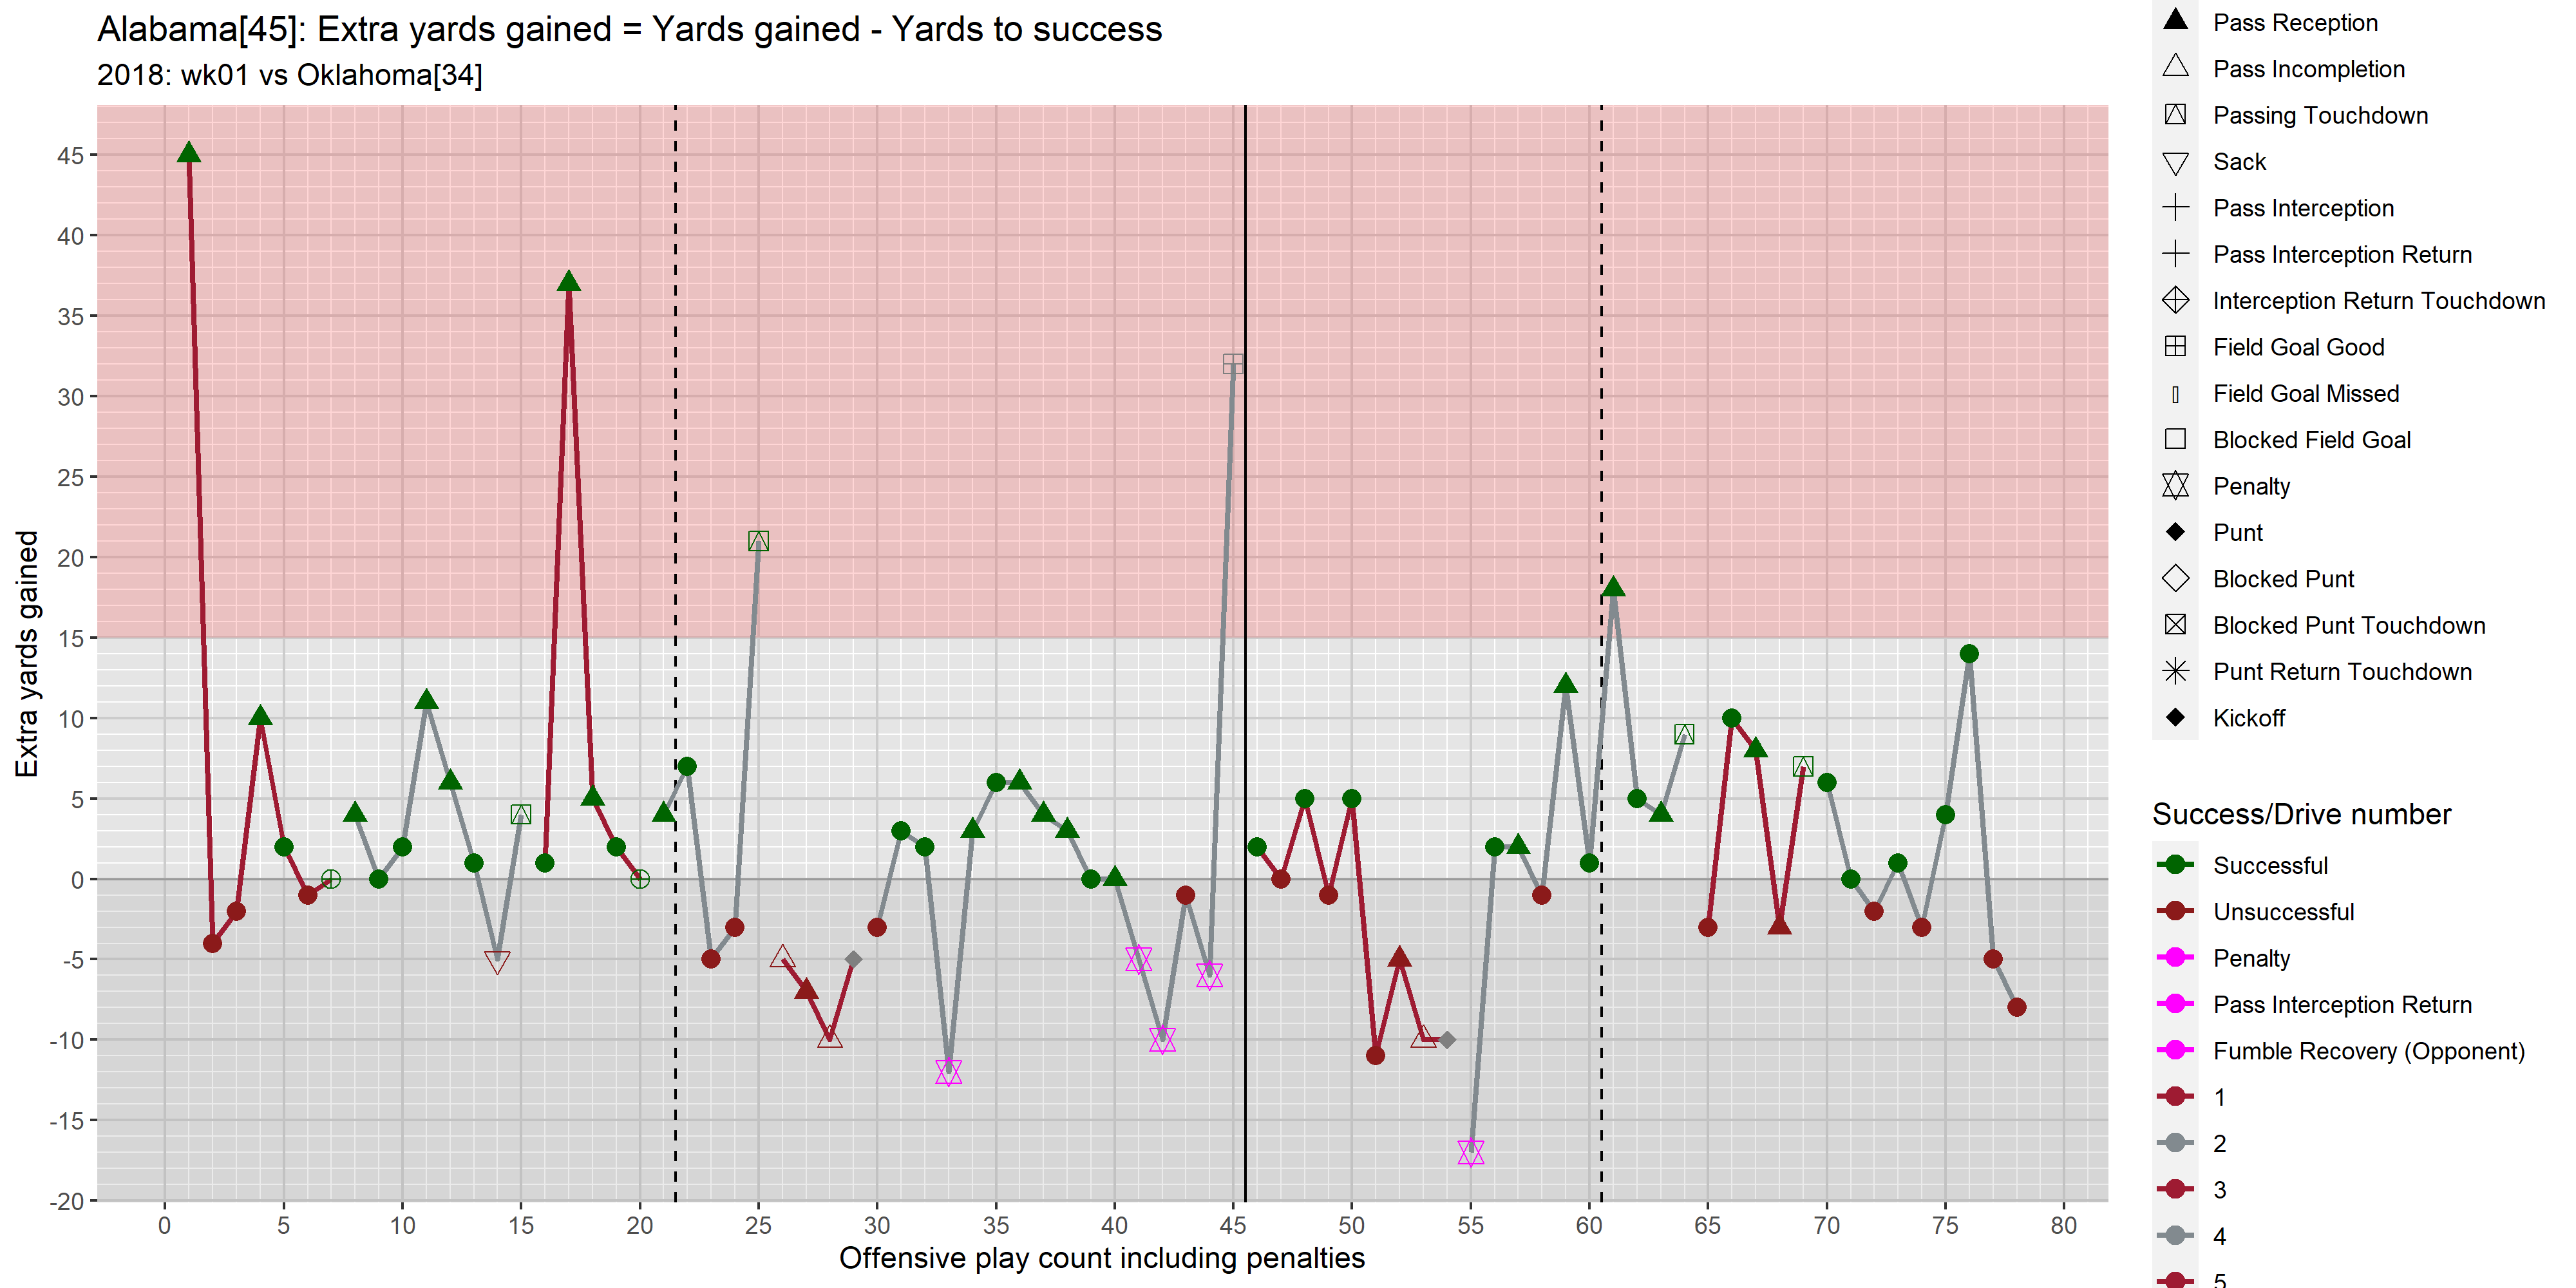 Alabama[45]: Extra yards gained = Yards gained - Yards to success
2018: wk01 vs Oklahoma[34]
Extra yards gained
45
40
35
30
25
20
15
10
5
0
-5
-10
-15
-20
0 5 10 15 20 25 30 35 40 45 50 55 60 65 70 75 80
Offensive play count including penalties
Pass Reception
Pass Incompletion
Passing Touchdown
Sack
Pass Interception
Pass Interception Return
Interception Return Touchdown
Field Goal Good
Field Goal Missed
Blocked Field Goal
Penalty
Punt
Blocked Punt
Blocked Punt Touchdown
Punt Return Touchdown
Kickoff
Success/Drive number
Successful
Unsuccessful
Penalty
Pass Interception Return
Fumble Recovery (Opponent)
1
2
3
4
5